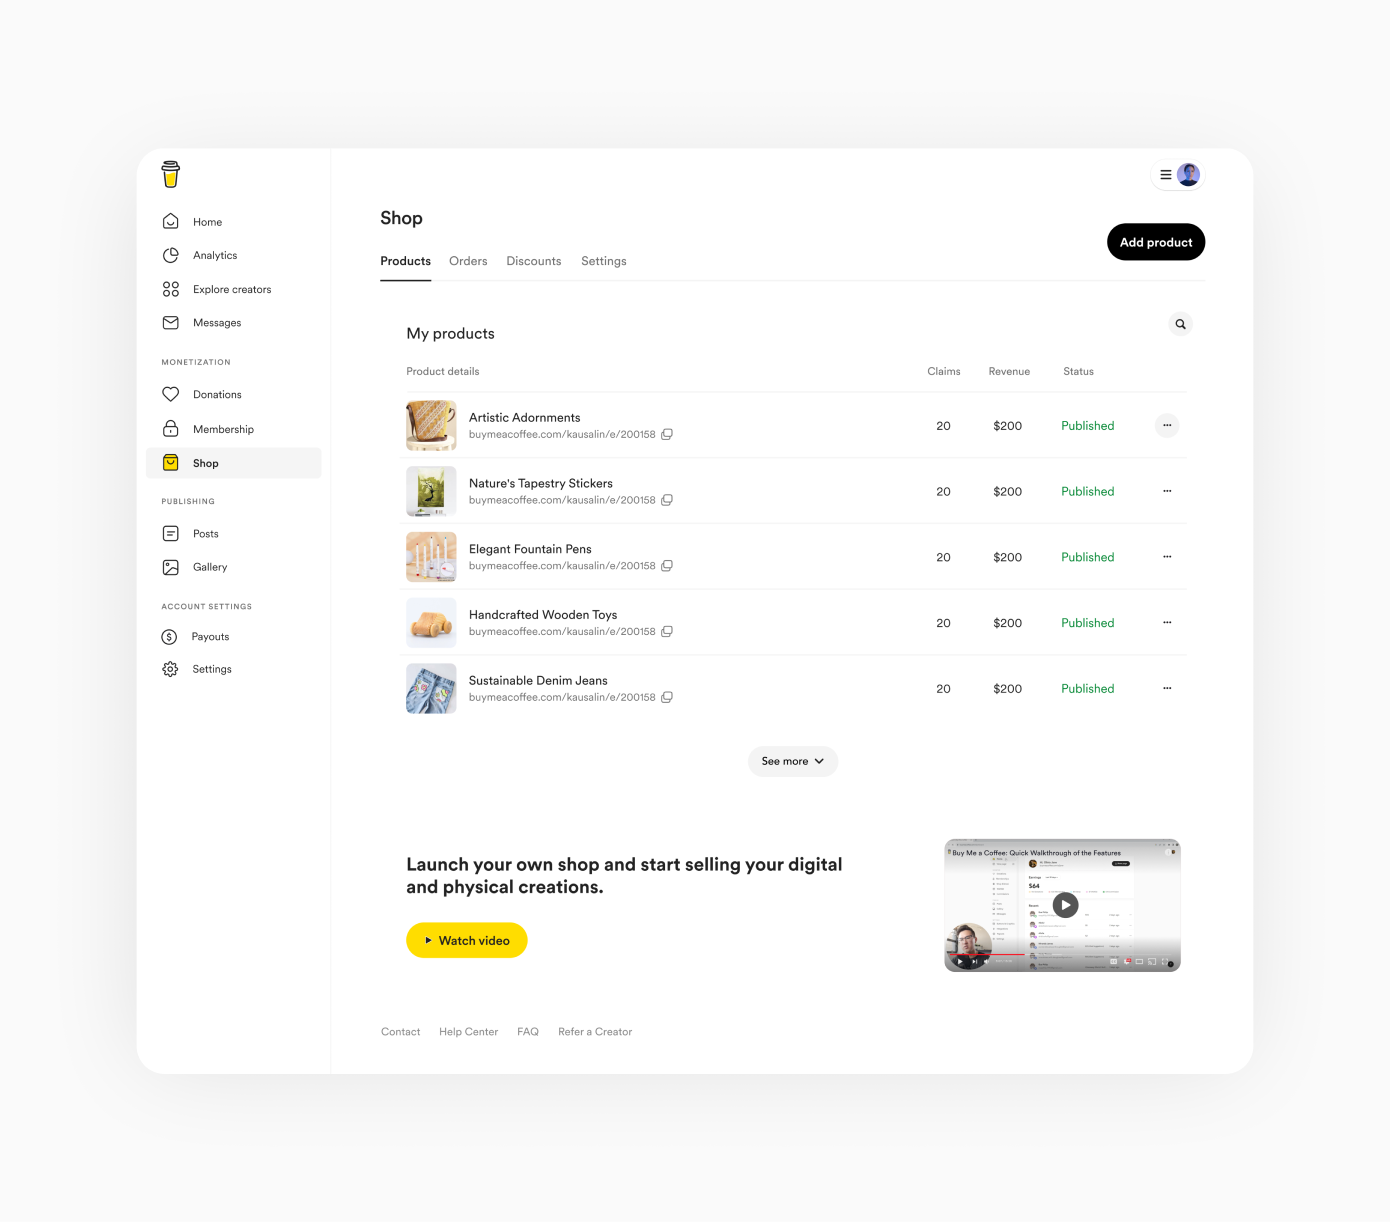 Home
Analytics
Explore creators
Messages
MONETIZATION
Donations
Membership
Shop
PUBLISHING
Posts
Gallery
ACCOUNT SETTINGS
Payouts
Settings
Shop
Add product
Products Orders Discounts Settings
My products
Product details Claims Revenue Status
Artistic Adornments
buymeacoffee.com/kausalin/e/200158
20 $200 Published
Nature's Tapestry Stickers
buymeacoffee.com/kausalin/e/200158
20 $200 Published
Elegant Fountain Pens
buymeacoffee.com/kausalin/e/200158
20 $200 Published
Handcrafted Wooden Toys
buymeacoffee.com/kausalin/e/200158
20 $200 Published
Sustainable Denim Jeans
buymeacoffee.com/kausalin/e/200158
20 $200 Published
See more
Launch your own shop and start selling your digital
and physical creations.
Watch video
Buy Me a Coffee: Quick Walkthrough of the Features
Earnings
$64
Contact Help Center FAQ Refer a Creator